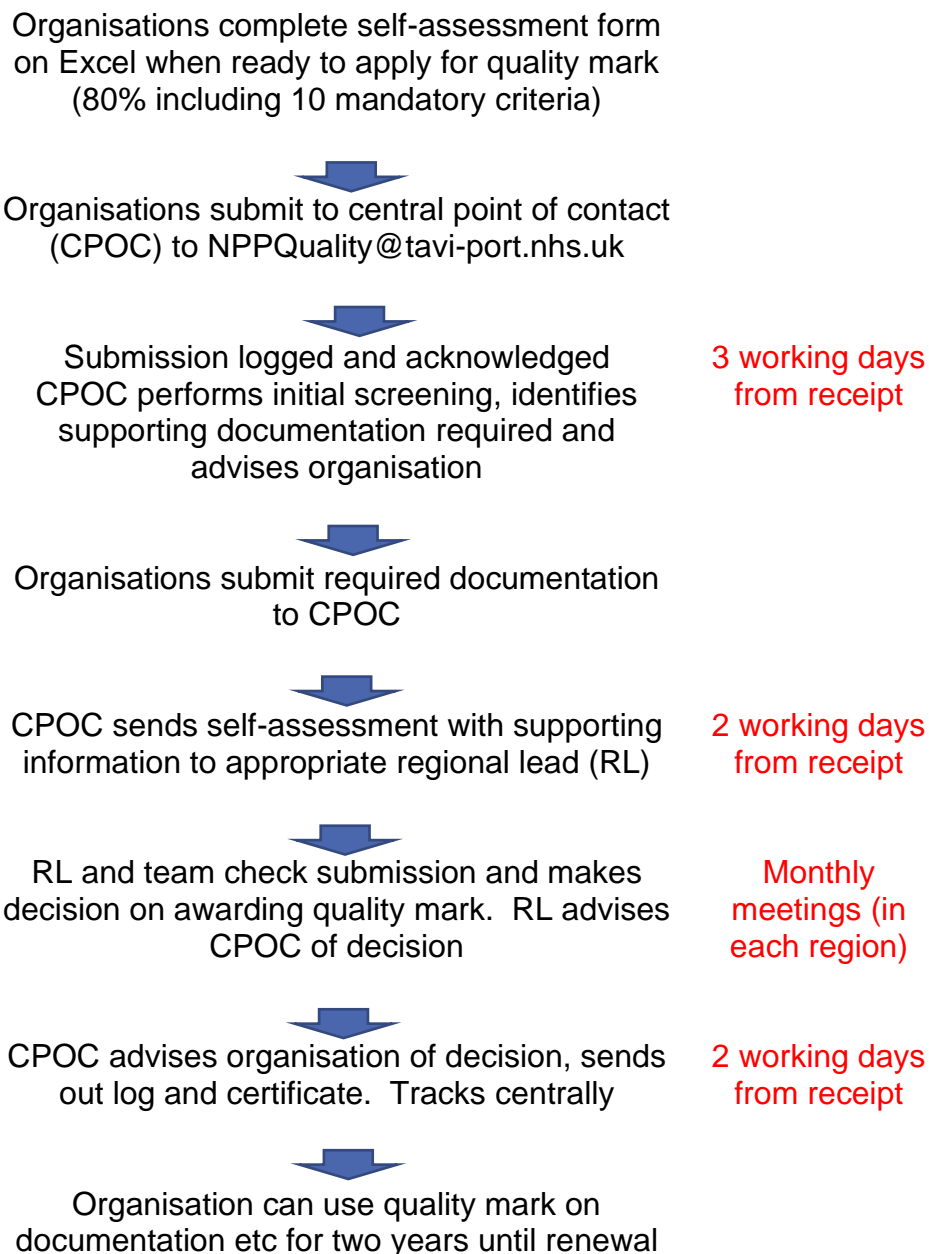 Organisations complete self-assessment form
on Excel when ready to apply for quality mark
(80% including 10 mandatory criteria)
Organisations submit to central point of contact
(CPOC) to NPPQuality@tavi-port.nhs.uk
Submission logged and acknowledged
CPOC performs initial screening, identifies
supporting documentation required and
advises organisation
3 working days
from receipt
Organisations submit required documentation
to CPOC
CPOC sends self-assessment with supporting
information to appropriate regional lead (RL)
2 working days
from receipt
RL and team check submission and makes
decision on awarding quality mark.  RL advises
CPOC of decision
Monthly
meetings (in
each region)
CPOC advises organisation of decision, sends
out log and certificate.  Tracks centrally
2 working days
from receipt
Organisation can use quality mark on
documentation etc for two years until renewal